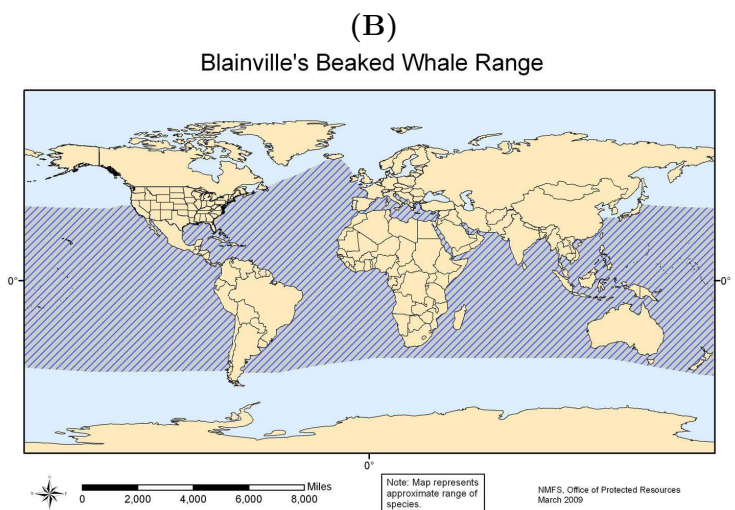 (B)
Blainville's Beaked Whale Range
0°
0°
0°
N
0
2,000
4,000
6,000
8,000
Miles
Note: Map represents
approximate range of
species.
NMFS, Office of Protected Resources
March 2009